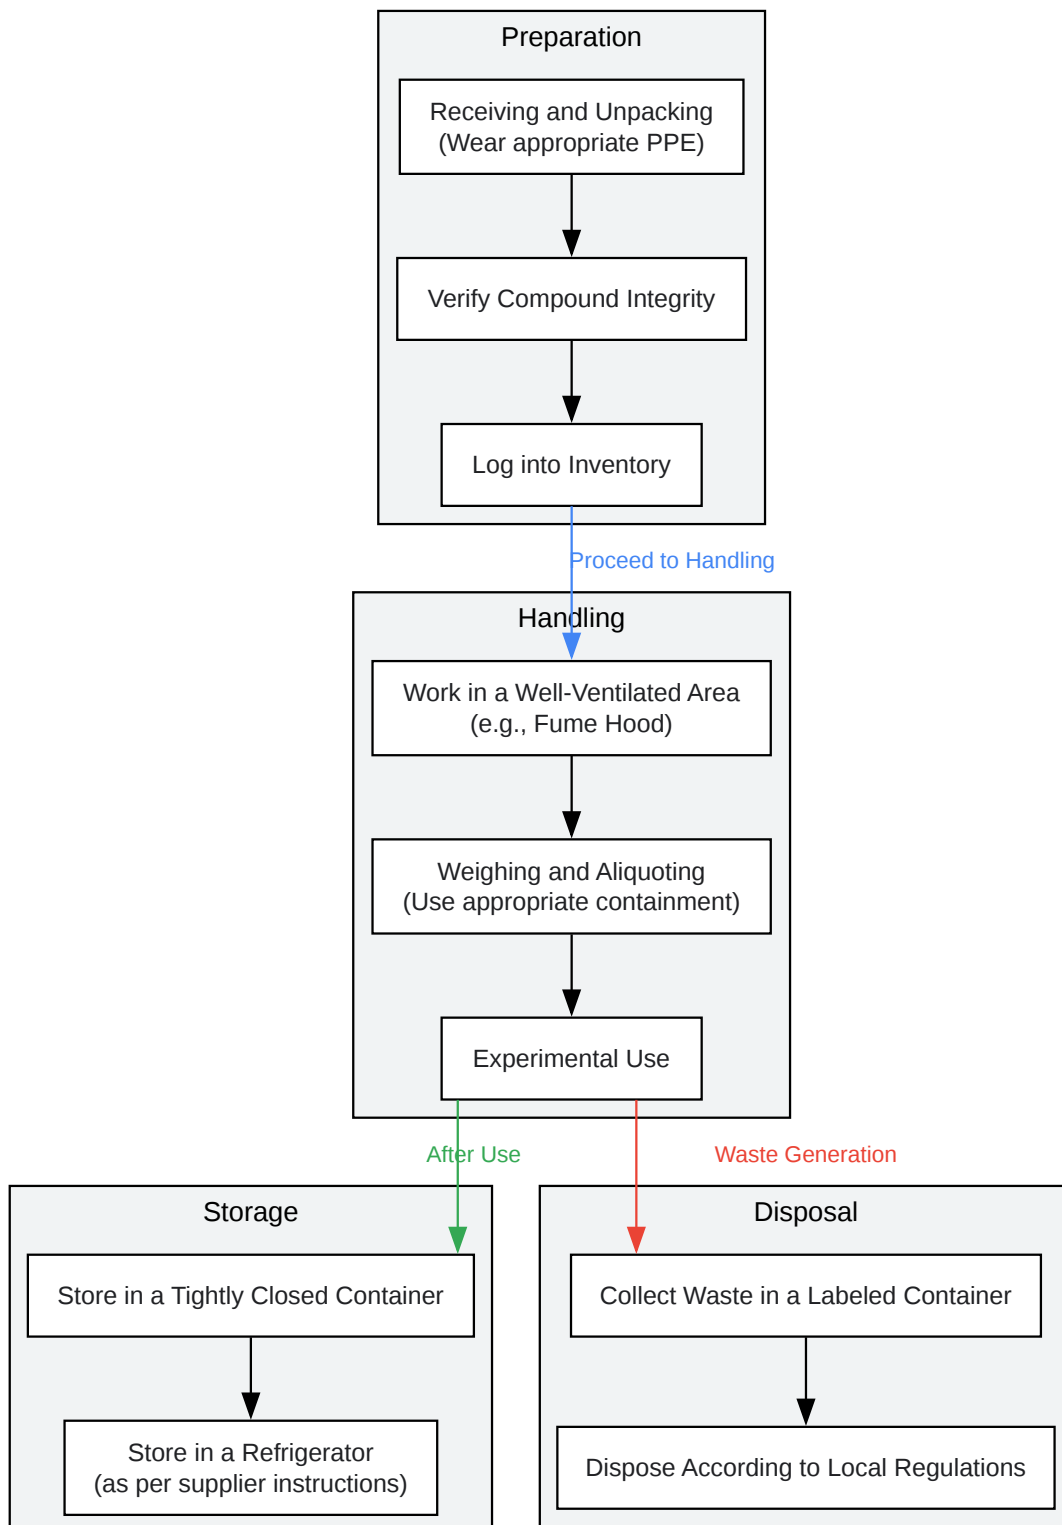 Preparation
Receiving and Unpacking
(Wear appropriate PPE)
Verify Compound Integrity
Log into Inventory
Proceed to Handling
Handling
Work in a Well-Ventilated Area
(e.g., Fume Hood)
Weighing and Aliquoting
(Use appropriate containment)
Experimental Use
After Use
Waste Generation
Storage
Store in a Tightly Closed Container
Store in a Refrigerator
(as per supplier instructions)
Disposal
Collect Waste in a Labeled Container
Dispose According to Local Regulations